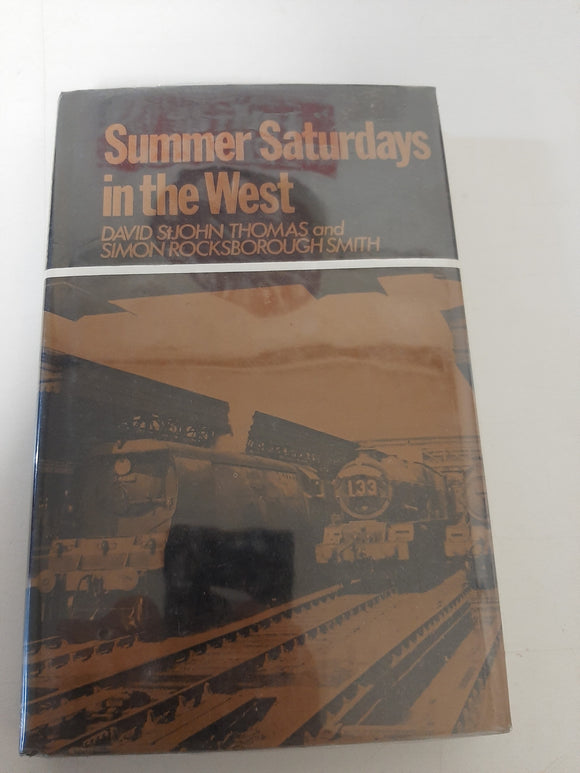 Summer Saturdays
in the West
DAVID St JOHN THOMAS and
SIMON ROCKSBOROUGH SMITH
133